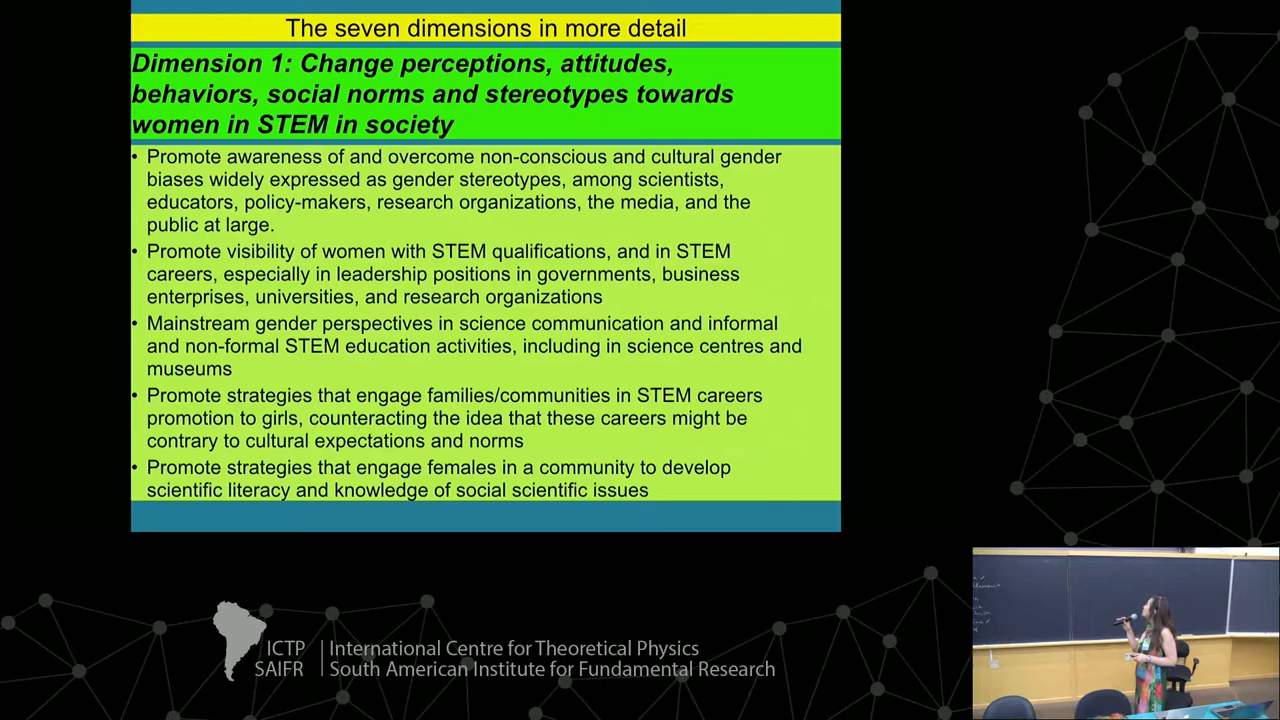 The seven dimensions in more detail
Dimension 1: Change perceptions, attitudes,
behaviors, social norms and stereotypes towards
women in STEM in society
• Promote awareness of and overcome non-conscious and cultural gender
biases widely expressed as gender stereotypes, among scientists,
educators, policy-makers, research organizations, the media, and the
public at large.
• Promote visibility of women with STEM qualifications, and in STEM
careers, especially in leadership positions in governments, business
enterprises, universities, and research organizations
• Mainstream gender perspectives in science communication and informal
and non-formal STEM education activities, including in science centres and
museums
• Promote strategies that engage families/communities in STEM careers
promotion to girls, counteracting the idea that these careers might be
contrary to cultural expectations and norms
• Promote strategies that engage females in a community to develop
scientific literacy and knowledge of social scientific issues
ICTP
SAIFR
International Centre for Theoretical Physics
South American Institute for Fundamental Research